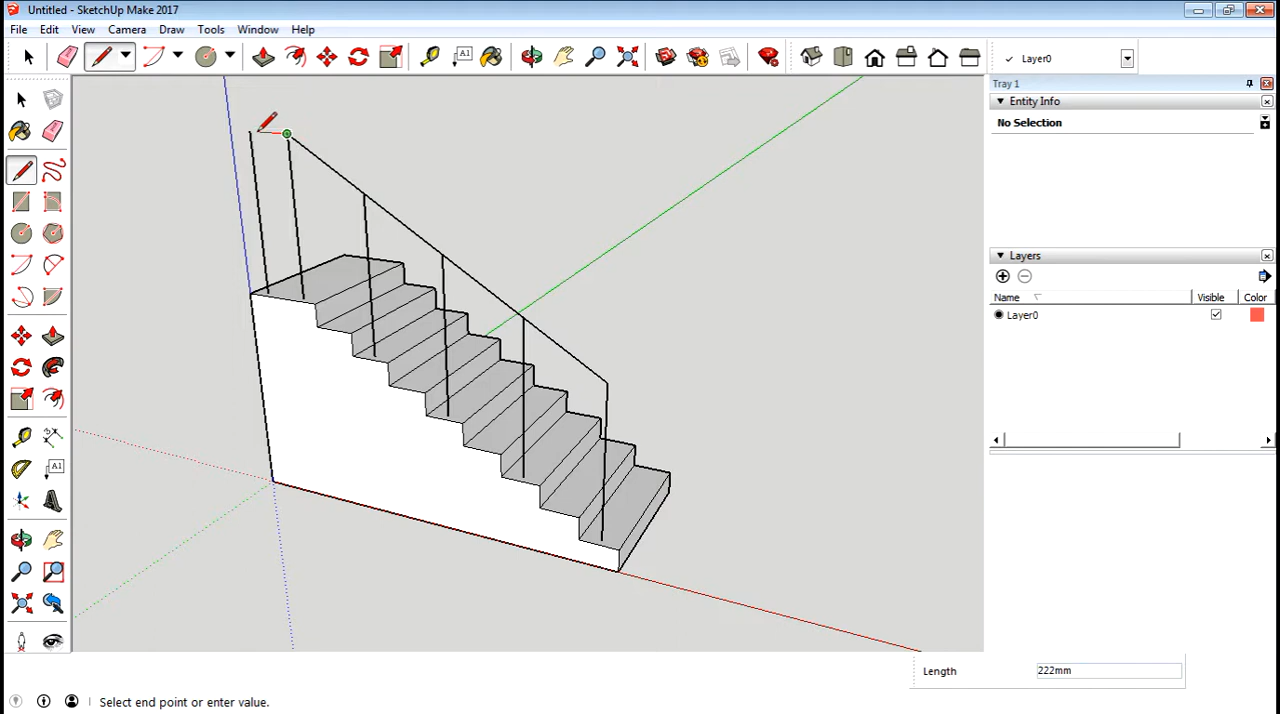 Untitled - SketchUp Make 2017
File Edit View Camera Draw Tools Window Help
A1
Layer0
Tray 1
Entity Info
No Selection
Layers
Name Visible Color
Layer0
A1
Length 222mm
Select end point or enter value.